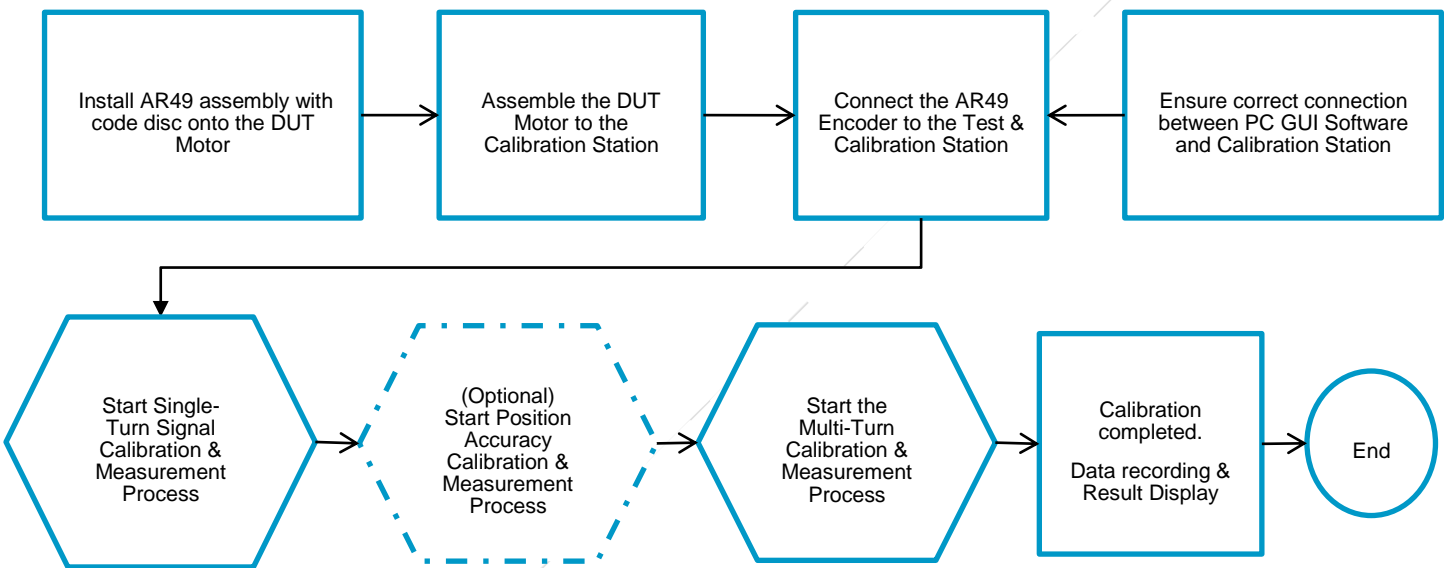 Install AR49 assembly with
code disc onto the DUT
Motor
Assemble the DUT
Motor to the
Calibration Station
Connect the AR49
Encoder to the Test &
Calibration Station
Ensure correct connection
between PC GUI Software
and Calibration Station
Start Single-
Turn Signal
Calibration &
Measurement
Process
(Optional)
Start Position
Accuracy
Calibration &
Measurement
Process
Start the
Multi-Turn
Calibration &
Measurement
Process
Calibration
completed.
Data recording &
Result Display
End